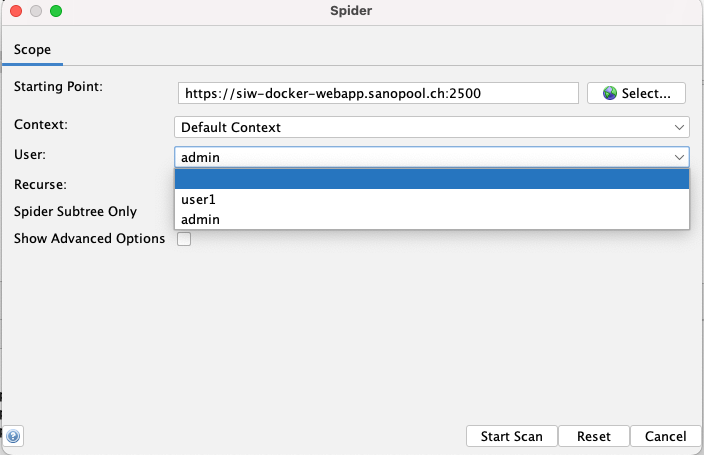 Spider
Scope
Starting Point: https://siw-docker-webapp.sanopool.ch:2500 Select...
Context: Default Context
User: admin
Recurse:
user1
Spider Subtree Only
admin
Show Advanced Options
? Start Scan Reset Cancel